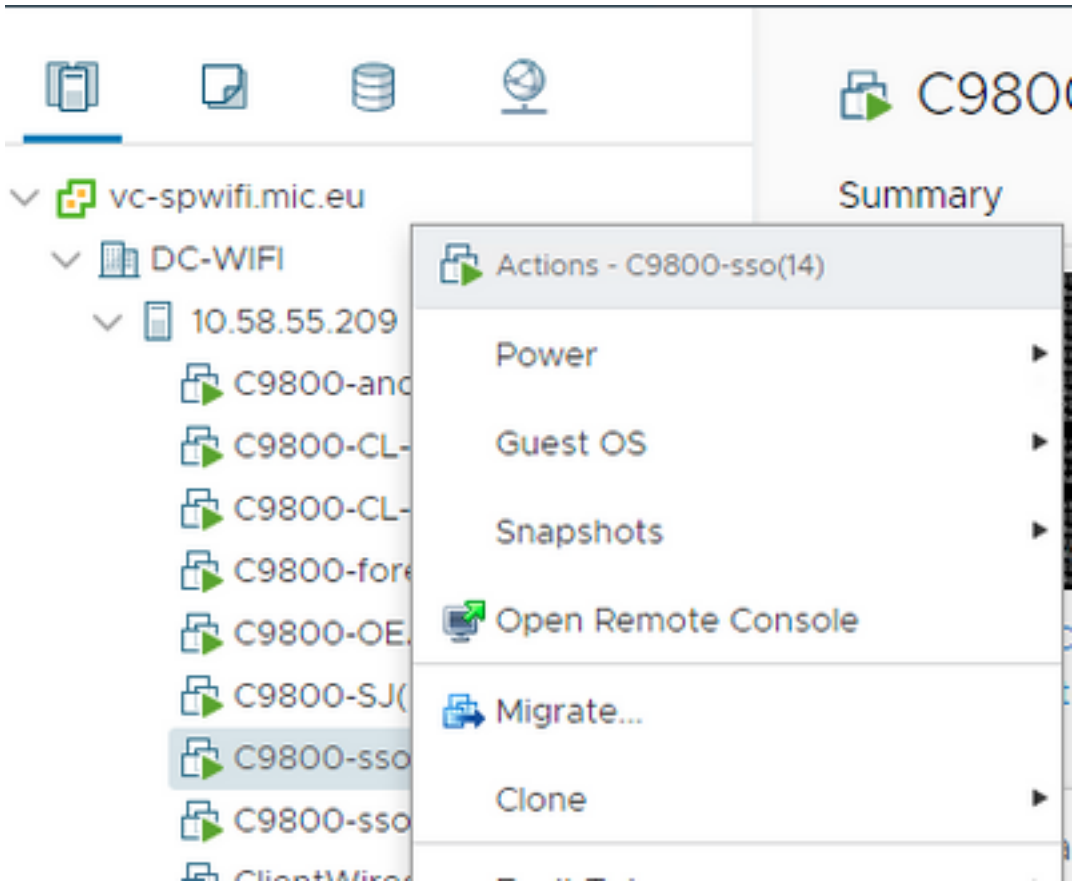 C980
vc-spwifi.mic.eu
Summary
DC-WIFI
Actions - C9800-sso(14)
10.58.55.209
Power
C9800-anc
C9800-CL-
Guest OS
C9800-CL-
Snapshots
C9800-fore
Open Remote Console
C9800-OE.
C9800-SJ(
Migrate...
C9800-sso
Clone
C9800-sso